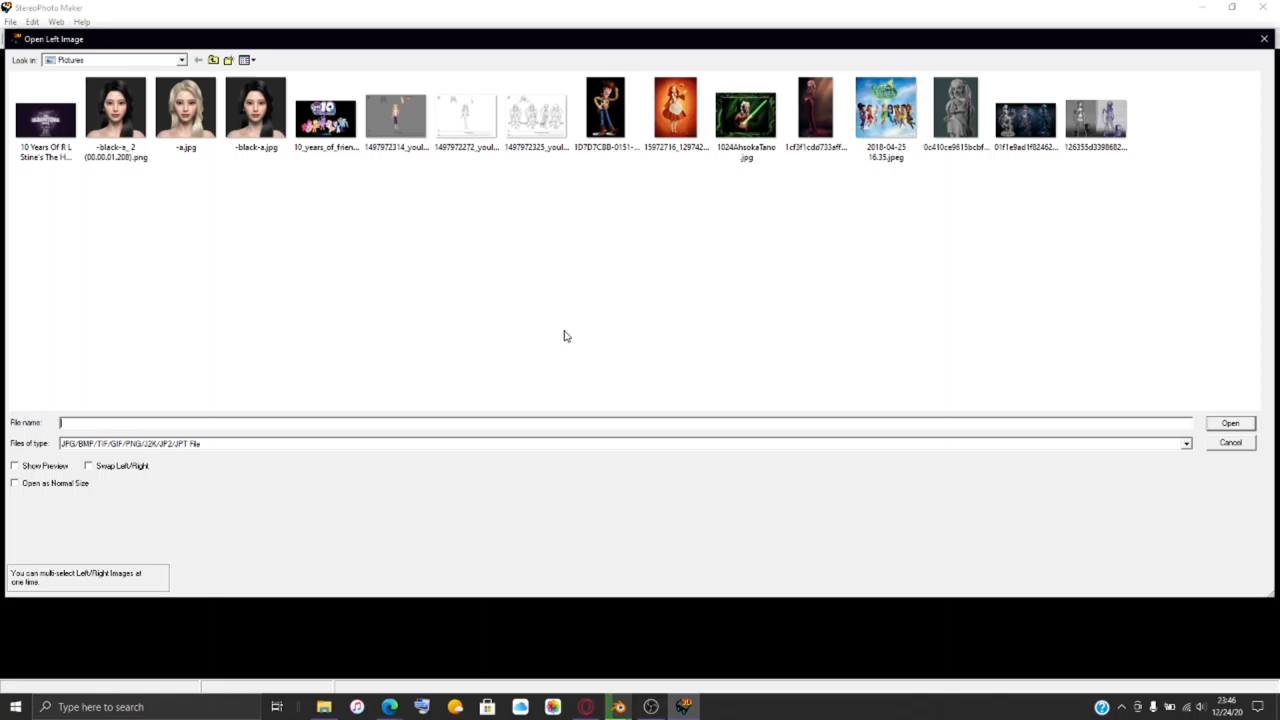 StereoPhoto Maker
File Edit Web Help
Open Left Image
Look in: Pictures
10 Years Of R L
Stine's The H...
-black-a_ 2
(00.00.01.208).png
-a.jpg
-black-a.jpg
10_years_of_frien...
1497972314_youl...
1497972272_youl...
1497972325_youl...
1D7D7CBB-0151-...
15972716_129742...
1024AhsokaTano
.jpg
1cf3f1cdd733aff...
2018-04-25
16.35.jpeg
0c410ce9615bcbf...
01f1e9ad1f82462...
126355d3398682...
File name:
Open
Files of type: JPG/BMP/TIF/GIF/PNG/J2K/JP2/JPT File
Cancel
Show Preview Swap Left/Right
Open as Normal Size
You can multi-select Left/Right Images at
one time.
Type here to search
23:46
12/24/20